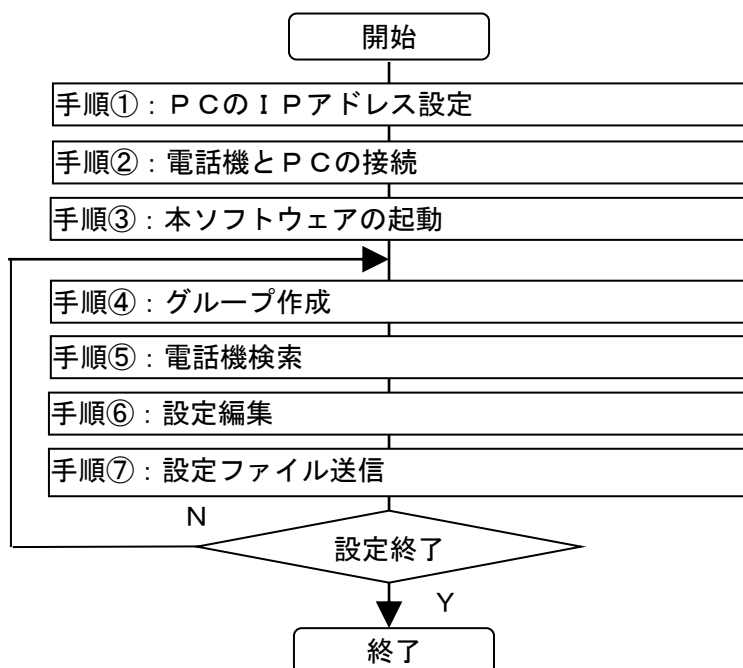 開始
手順①：ＰＣのＩＰアドレス設定
手順②：電話機とＰＣの接続
手順③：本ソフトウェアの起動
手順④：グループ作成
手順⑤：電話機検索
手順⑥：設定編集
手順⑦：設定ファイル送信
Ｎ
設定終了
Ｙ
終了